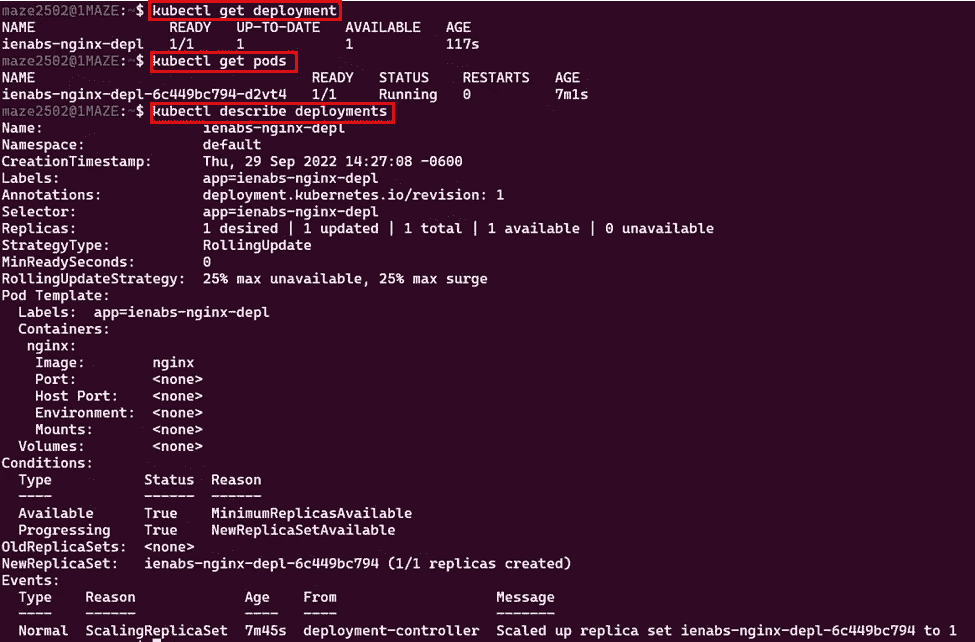 maze2502@1MAZE:~$ kubectl get deployment
NAME                READY   UP-TO-DATE   AVAILABLE   AGE
ienabs-nginx-depl   1/1     1            1           117s
maze2502@1MAZE:~$ kubectl get pods
NAME                                 READY   STATUS    RESTARTS   AGE
ienabs-nginx-depl-6c449bc794-d2vt4   1/1     Running   0          7m1s
maze2502@1MAZE:~$ kubectl describe deployments
Name:                   ienabs-nginx-depl
Namespace:              default
CreationTimestamp:      Thu, 29 Sep 2022 14:27:08 -0600
Labels:                 app=ienabs-nginx-depl
Annotations:            deployment.kubernetes.io/revision: 1
Selector:               app=ienabs-nginx-depl
Replicas:               1 desired | 1 updated | 1 total | 1 available | 0 unavailable
StrategyType:           RollingUpdate
MinReadySeconds:        0
RollingUpdateStrategy:  25% max unavailable, 25% max surge
Pod Template:
  Labels:  app=ienabs-nginx-depl
  Containers:
   nginx:
    Image:        nginx
    Port:         <none>
    Host Port:    <none>
    Environment:  <none>
    Mounts:       <none>
  Volumes:        <none>
Conditions:
  Type           Status  Reason
  ----           ------  ------
  Available      True    MinimumReplicasAvailable
  Progressing    True    NewReplicaSetAvailable
OldReplicaSets:  <none>
NewReplicaSet:   ienabs-nginx-depl-6c449bc794 (1/1 replicas created)
Events:
  Type    Reason             Age    From                   Message
  ----    ------             ----   ----                   -------
  Normal  ScalingReplicaSet  7m45s  deployment-controller  Scaled up replica set ienabs-nginx-depl-6c449bc794 to 1